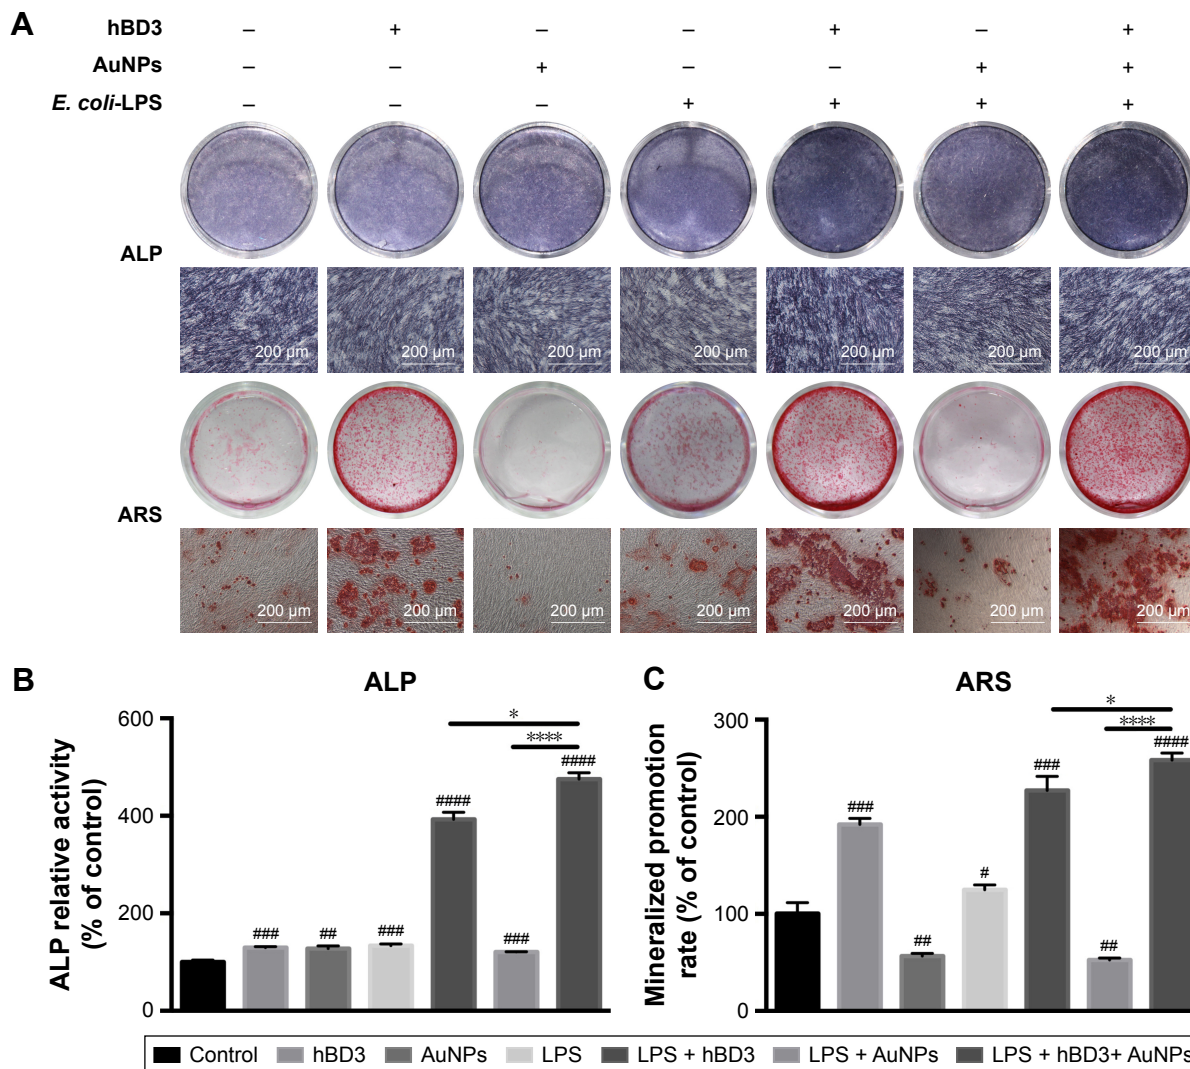 A
hBD3 – + – – + – +
AuNPs – – + – – + +
E. coli-LPS – – – + + + +
ALP
200 µm 200 µm 200 µm 200 µm 200 µm 200 µm 200 µm
ARS
200 µm 200 µm 200 µm 200 µm 200 µm 200 µm 200 µm
B
ALP
ALP relative activity
(% of control)
600
400
200
0
### ## ### #### ### ####
*
****
C
ARS
Mineralized promotion
rate (% of control)
300
200
100
0
### ## # ### ## ####
*
****
Control hBD3 AuNPs LPS LPS + hBD3 LPS + AuNPs LPS + hBD3+ AuNPs